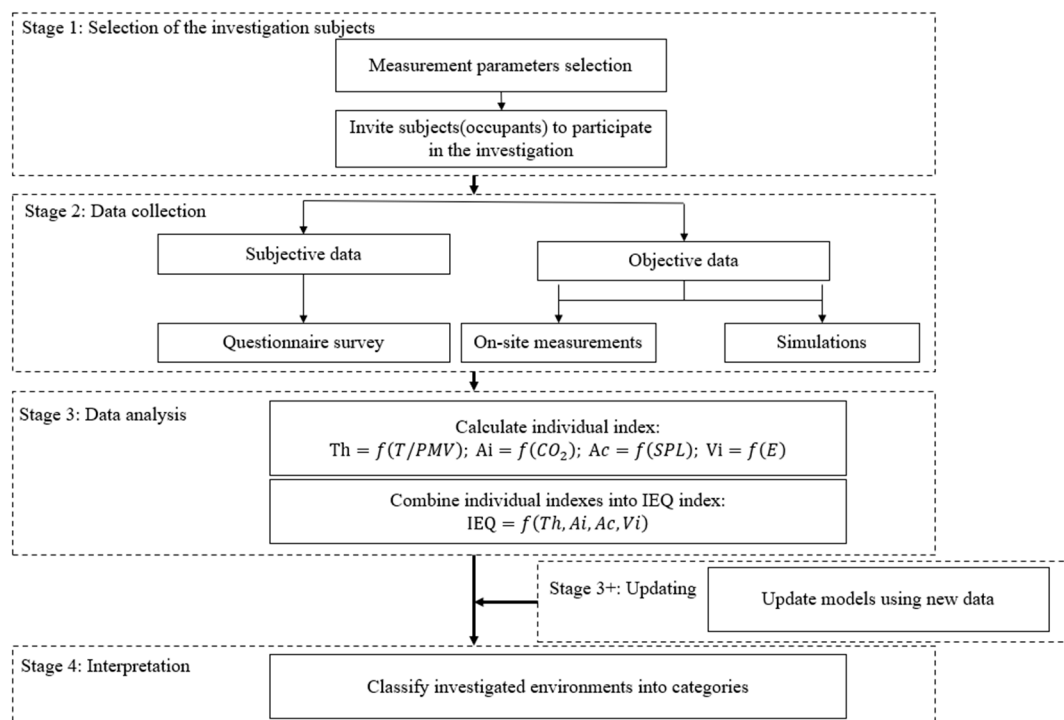 Stage 1: Selection of the investigation subjects
Measurement parameters selection
Invite subjects(occupants) to participate
in the investigation
Stage 2: Data collection
Subjective data
Objective data
Questionnaire survey
On-site measurements
Simulations
Stage 3: Data analysis
Calculate individual index:
Th = f(T/PMV); Ai = f(CO₂); Ac = f(SPL); Vi = f(E)
Combine individual indexes into IEQ index:
IEQ = f(Th, Ai, Ac, Vi)
Stage 3+: Updating
Update models using new data
Stage 4: Interpretation
Classify investigated environments into categories